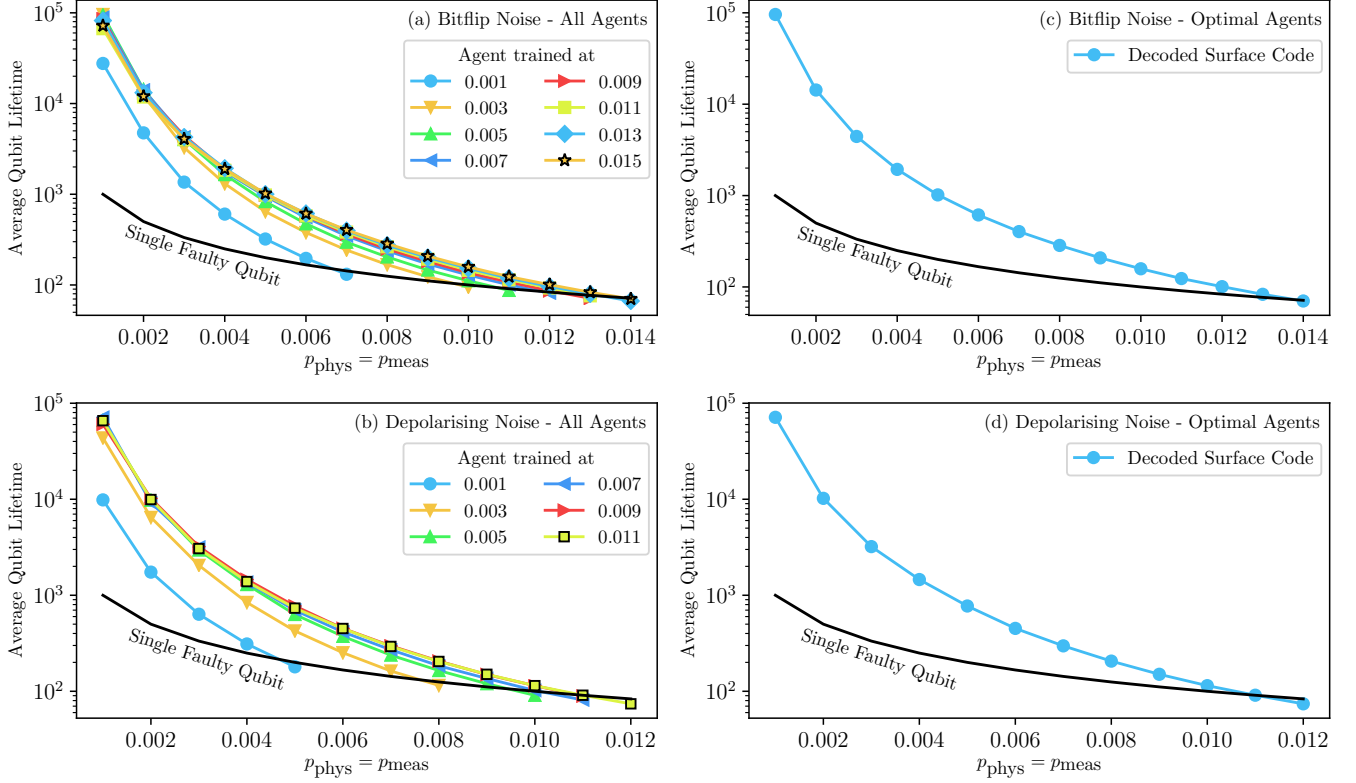 (a) Bitflip Noise - All Agents
Average Qubit Lifetime
10^5
10^4
10^3
10^2
Agent trained at
0.001
0.003
0.005
0.007
0.009
0.011
0.013
0.015
Single Faulty Qubit
0.002
0.004
0.006
0.008
0.010
0.012
0.014
p_phys = p_meas
(c) Bitflip Noise - Optimal Agents
Average Qubit Lifetime
10^5
10^4
10^3
10^2
Decoded Surface Code
Single Faulty Qubit
0.002
0.004
0.006
0.008
0.010
0.012
0.014
p_phys = p_meas
(b) Depolarising Noise - All Agents
Average Qubit Lifetime
10^5
10^4
10^3
10^2
Agent trained at
0.001
0.003
0.005
0.007
0.009
0.011
Single Faulty Qubit
0.002
0.004
0.006
0.008
0.010
0.012
p_phys = p_meas
(d) Depolarising Noise - Optimal Agents
Average Qubit Lifetime
10^5
10^4
10^3
10^2
Decoded Surface Code
Single Faulty Qubit
0.002
0.004
0.006
0.008
0.010
0.012
p_phys = p_meas